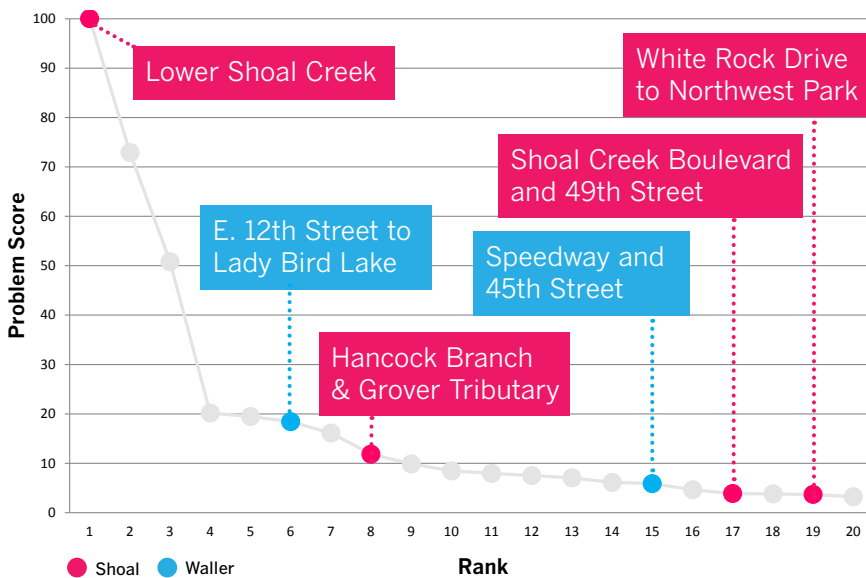 100
90
80
70
60
50
40
30
20
10
0
Problem Score
Lower Shoal Creek
White Rock Drive
to Northwest Park
Shoal Creek Boulevard
and 49th Street
E. 12th Street to
Lady Bird Lake
Speedway and
45th Street
Hancock Branch
& Grover Tributary
1 2 3 4 5 6 7 8 9 10 11 12 13 14 15 16 17 18 19 20
Shoal Waller
Rank